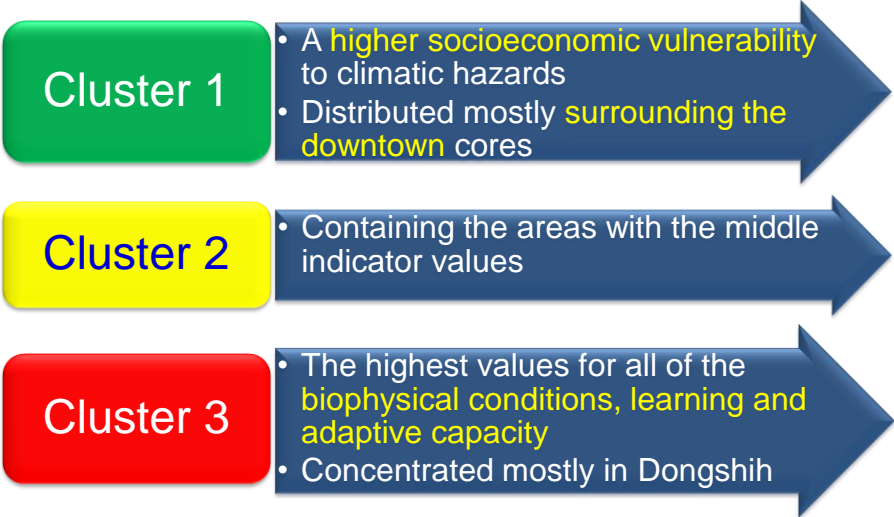 Cluster 1
• A higher socioeconomic vulnerability
to climatic hazards
• Distributed mostly surrounding the
downtown cores
Cluster 2
• Containing the areas with the middle
indicator values
Cluster 3
• The highest values for all of the
biophysical conditions, learning and
adaptive capacity
• Concentrated mostly in Dongshih